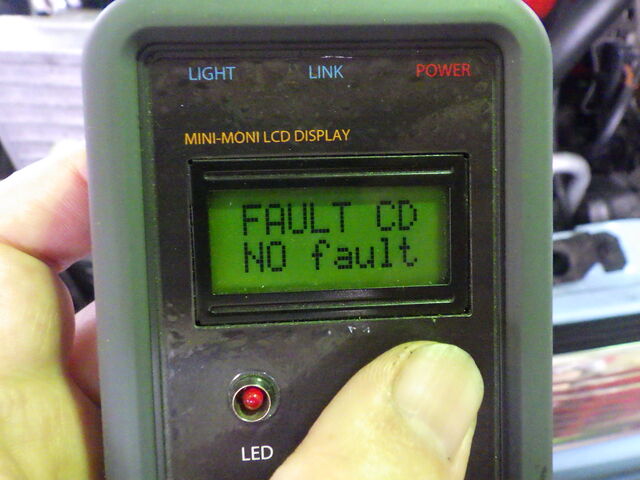 LIGHT LINK POWER
MINI-MONI LCD DISPLAY
FAULT CD
NO fault
LED